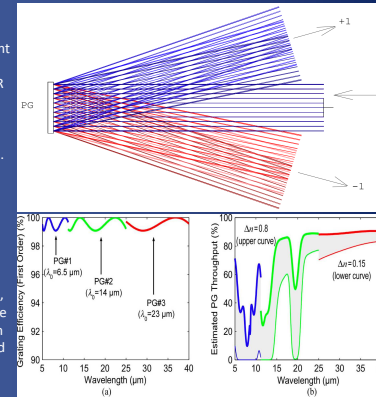 nt
R
.
,
e
n
d
+1
PG
-1
Grating Efficiency (First Order) (%)
100
98
96
94
92
90
PG#1
(λ0=6.5 μm)
PG#2
(λ0=14 μm)
PG#3
(λ0=23 μm)
5 10 15 20 25 30 35 40
Wavelength (μm)
(a)
Estimated PG Throughput (%)
100
80
60
40
20
0
Δn=0.8
(upper curve)
Δn=0.15
(lower curve)
5 10 15 20 25 30 35
Wavelength (μm)
(b)